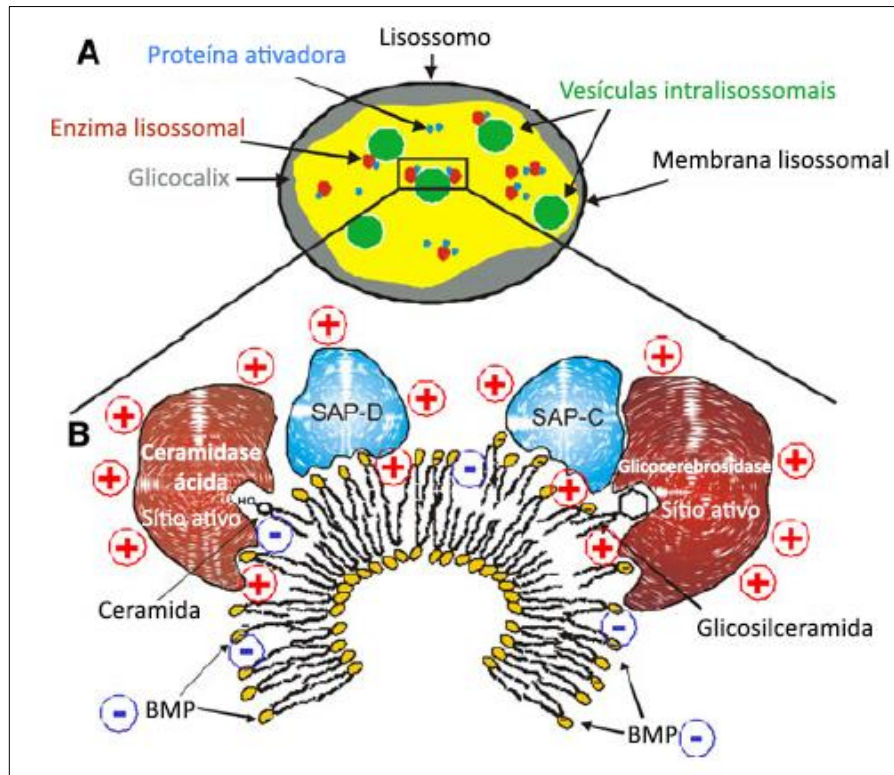 A
Lisossomo
Proteína ativadora
Vesículas intralisossomais
Enzima lisossomal
Glicocalix
Membrana lisossomal
+
+
+
+
+
+
B
SAP-D
SAP-C
Ceramidase
ácida
Sítio ativo
Glicocerebrosidase
Sítio ativo
+
+
-
+
+
HO
-
+
+
+
+
+
+
Ceramida
-
-
Glicosilceramida
- BMP
BMP -